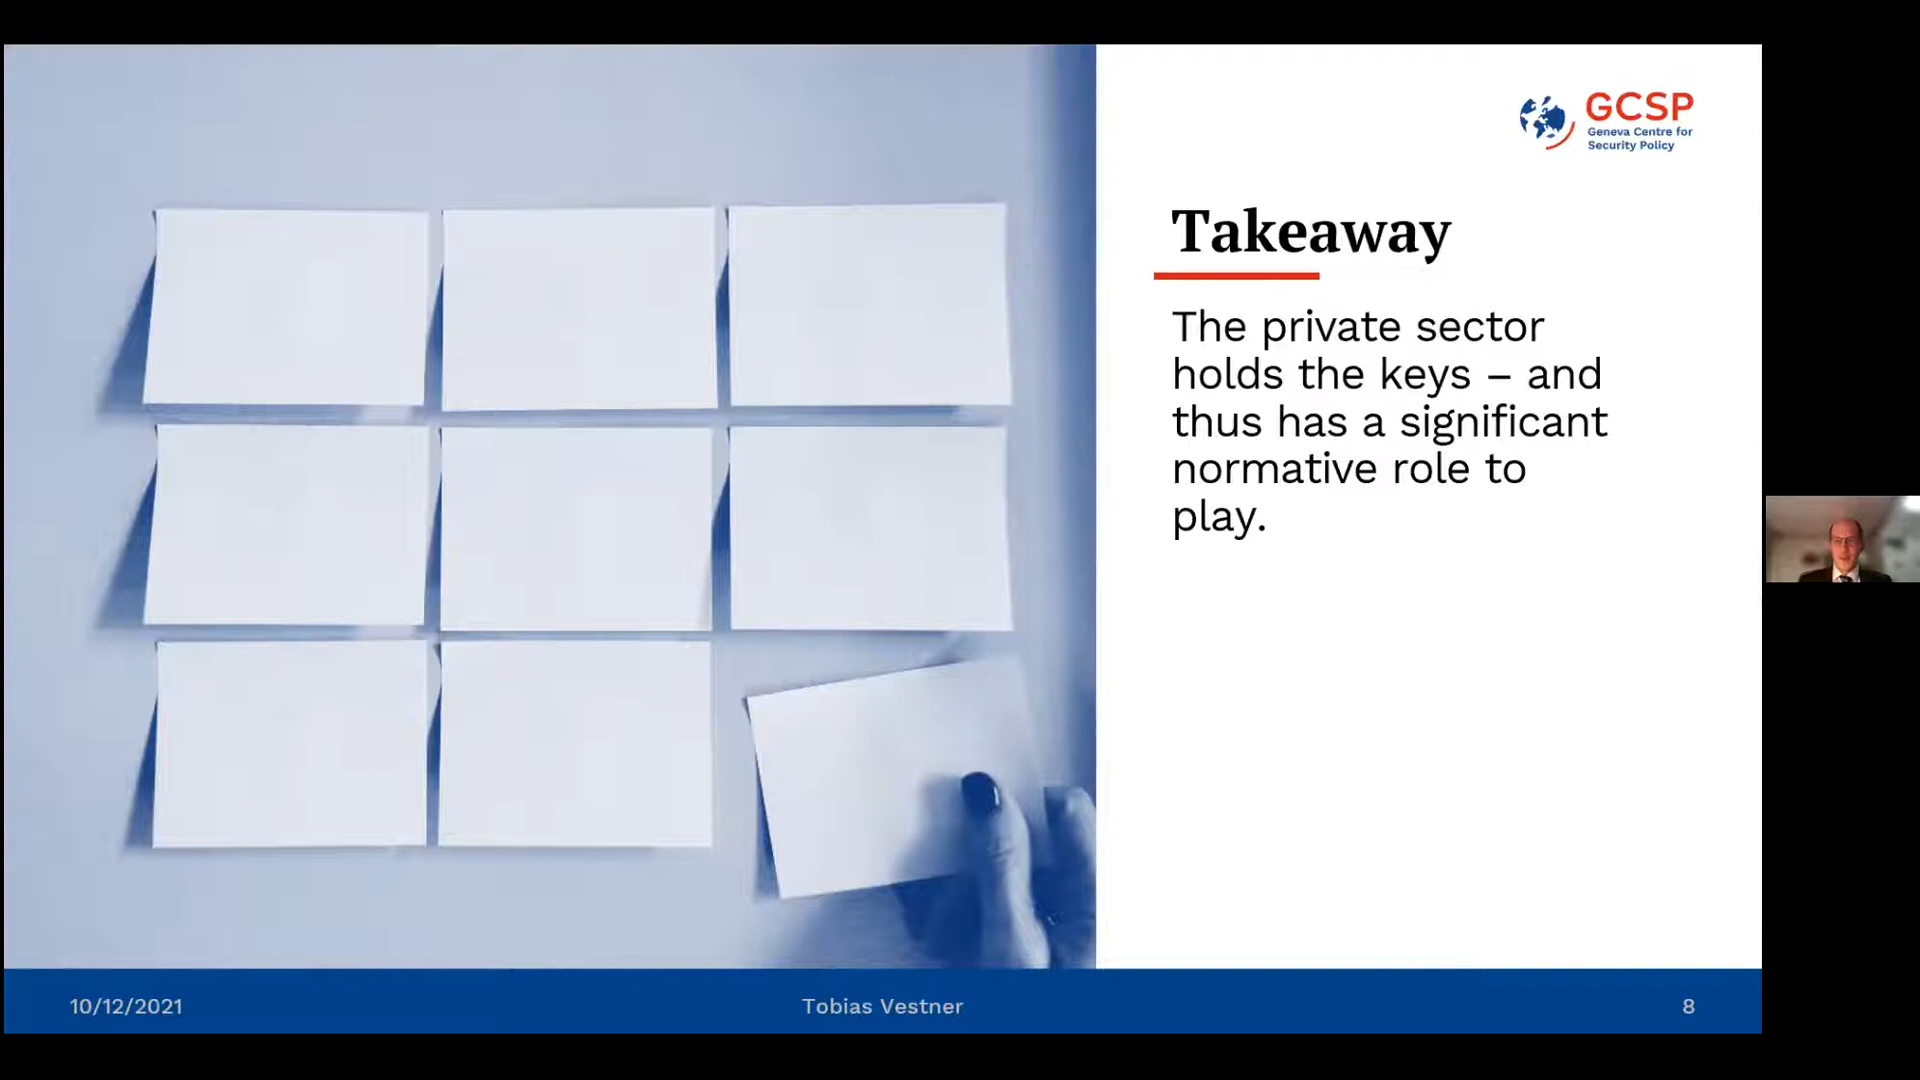 GCSP
Geneva Centre for
Security Policy
Takeaway
The private sector
holds the keys – and
thus has a significant
normative role to
play.
10/12/2021
Tobias Vestner
8